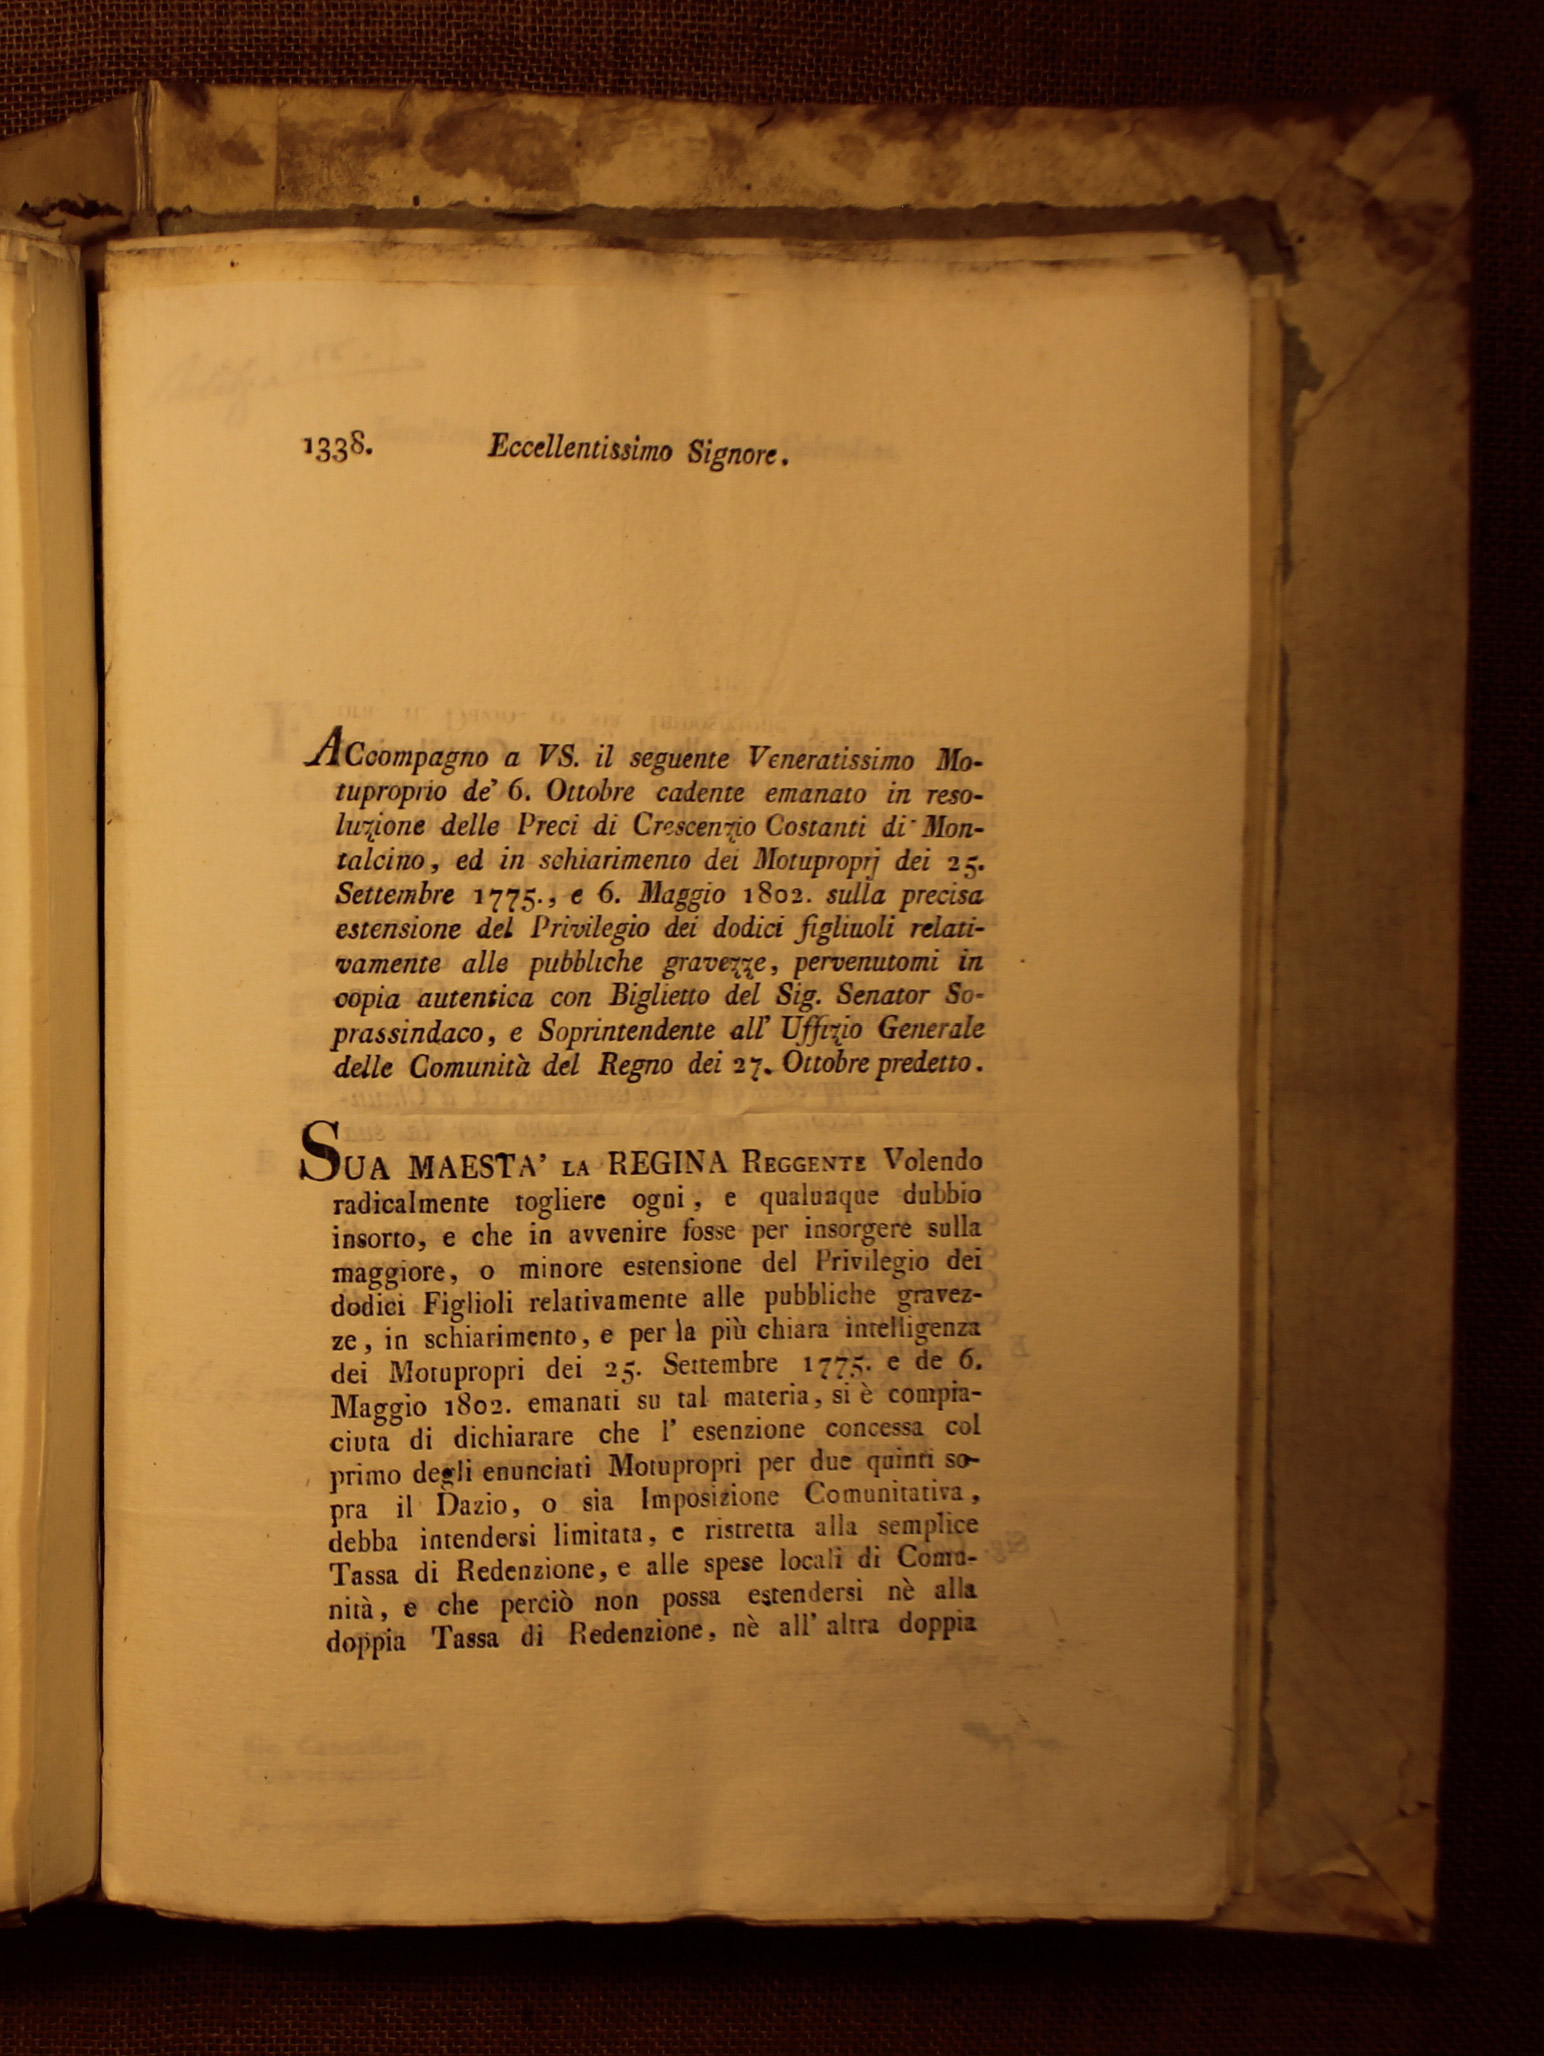 1338. Eccellentissimo Signore.
ACcompagno a VS. il seguente Veneratissimo Mo-
tuproprio de' 6. Ottobre cadente emanato in reso-
luzione delle Preci di Crescenzio Costanti di Mon-
talcino, ed in schiarimento dei Motuproprj dei 25.
Settembre 1775., e 6. Maggio 1802. sulla precisa
estensione del Privilegio dei dodici figliuoli relati-
vamente alle pubbliche gravezze, pervenutomi in
copia autentica con Biglietto del Sig. Senator So-
prassindaco, e Soprintendente all' Uffizio Generale
delle Comunità del Regno dei 27. Ottobre predetto.
SUA MAESTA' LA REGINA REGGENTE Volendo
radicalmente togliere ogni, e qualunque dubbio
insorto, e che in avvenire fosse per insorgere sulla
maggiore, o minore estensione del Privilegio dei
dodici Figlioli relativamente alle pubbliche gravez-
ze, in schiarimento, e per la più chiara intelligenza
dei Motupropri dei 25. Settembre 1775. e de 6.
Maggio 1802. emanati su tal materia, si è compia-
ciuta di dichiarare che l' esenzione concessa col
primo degli enunciati Motupropri per due quinti so-
pra il Dazio, o sia Imposizione Comunitativa,
debba intendersi limitata, e ristretta alla semplice
Tassa di Redenzione, e alle spese locali di Comu-
nità, e che perciò non possa estendersi nè alla
doppia Tassa di Redenzione, nè all' altra doppia